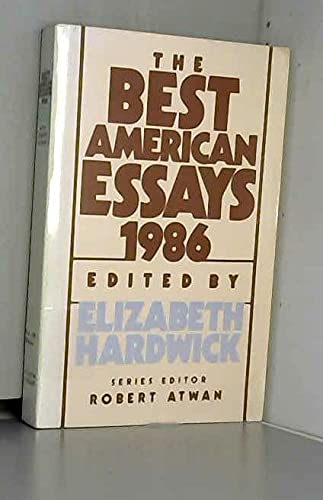 THE
BEST
AMERICAN
ESSAYS
1986
EDITED BY
ELIZABETH
HARDWICK
SERIES EDITOR
ROBERT ATWAN